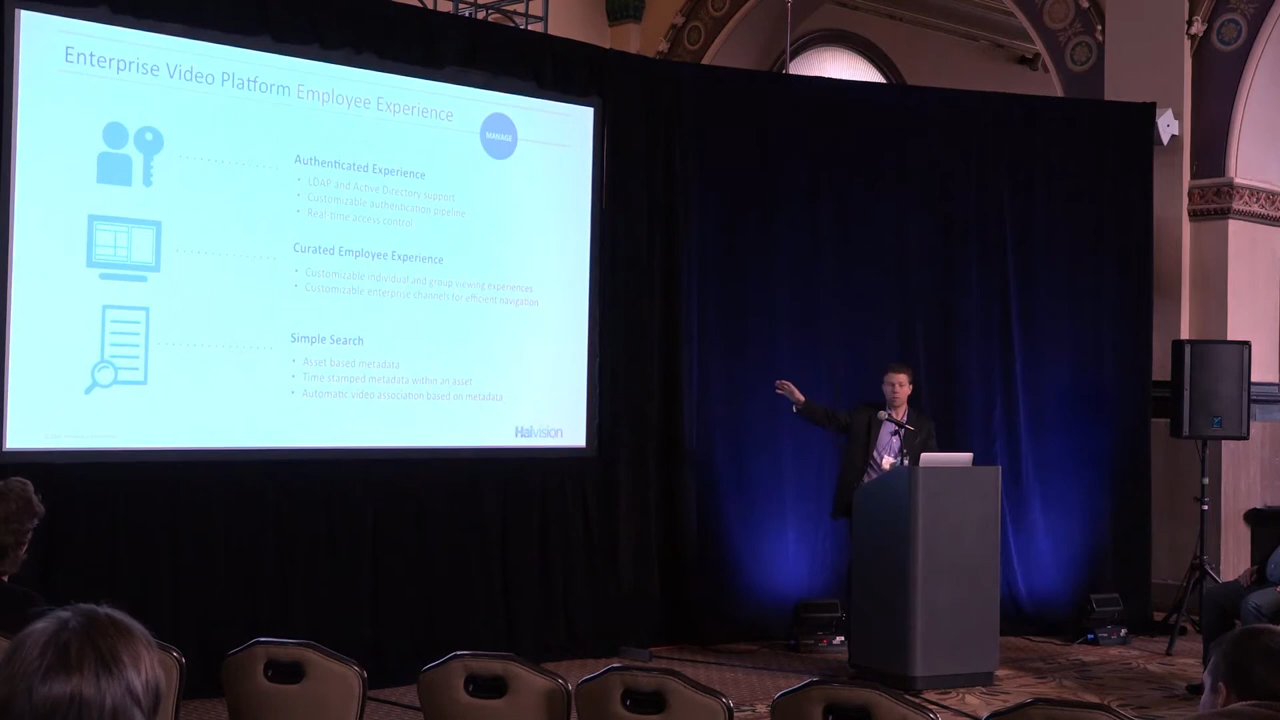 Enterprise Video Platform Employee Experience
MANAGE
Authenticated Experience
• LDAP and Active Directory support
• Customizable authentication pipeline
• Real-time access control
Curated Employee Experience
• Customizable individual and group viewing experiences
• Customizable enterprise channels for efficient navigation
Simple Search
• Asset based metadata
• Time stamped metadata within an asset
• Automatic video association based on metadata
Haivision